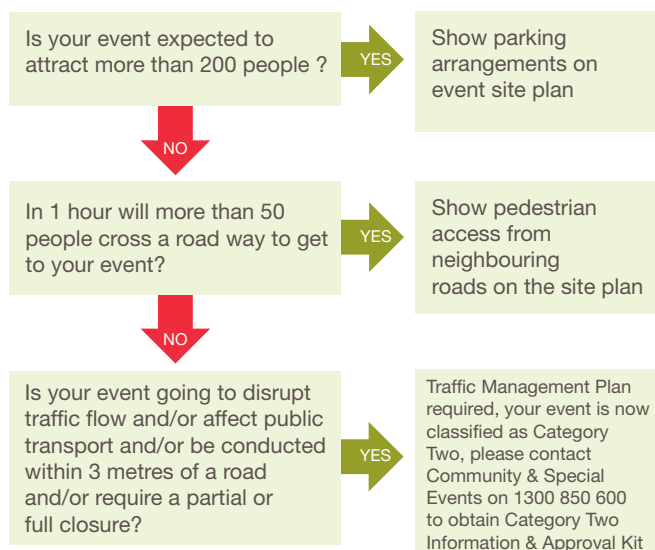 Is your event expected to
attract more than 200 people ?
YES
Show parking
arrangements on
event site plan
NO
In 1 hour will more than 50
people cross a road way to get
to your event?
YES
Show pedestrian
access from
neighbouring
roads on the site plan
NO
Is your event going to disrupt
traffic flow and/or affect public
transport and/or be conducted
within 3 metres of a road
and/or require a partial or
full closure?
YES
Traffic Management Plan
required, your event is now
classified as Category
Two, please contact
Community & Special
Events on 1300 850 600
to obtain Category Two
Information & Approval Kit